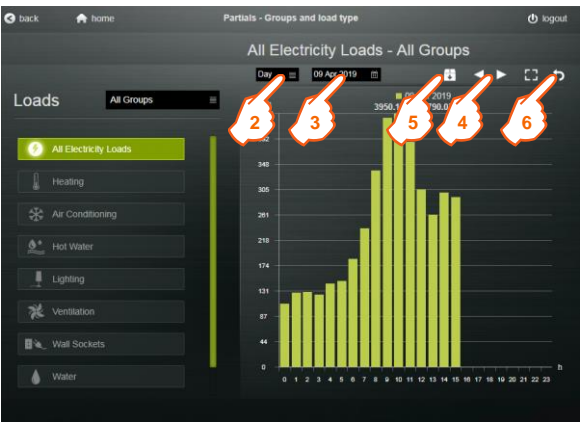 back home Partials - Groups and load type logout
All Electricity Loads - All Groups
Day 09 Apr 2019
Loads All Groups
2019
2 3 5 4 6
All Electricity Loads
Heating
Air Conditioning
Hot Water
Lighting
Ventilation
Wall Sockets
Water
348
305
261
218
174
131
87
44
0
0 1 2 3 4 5 6 7 8 9 10 11 12 13 14 15 16 17 18 19 20 21 22 23 h